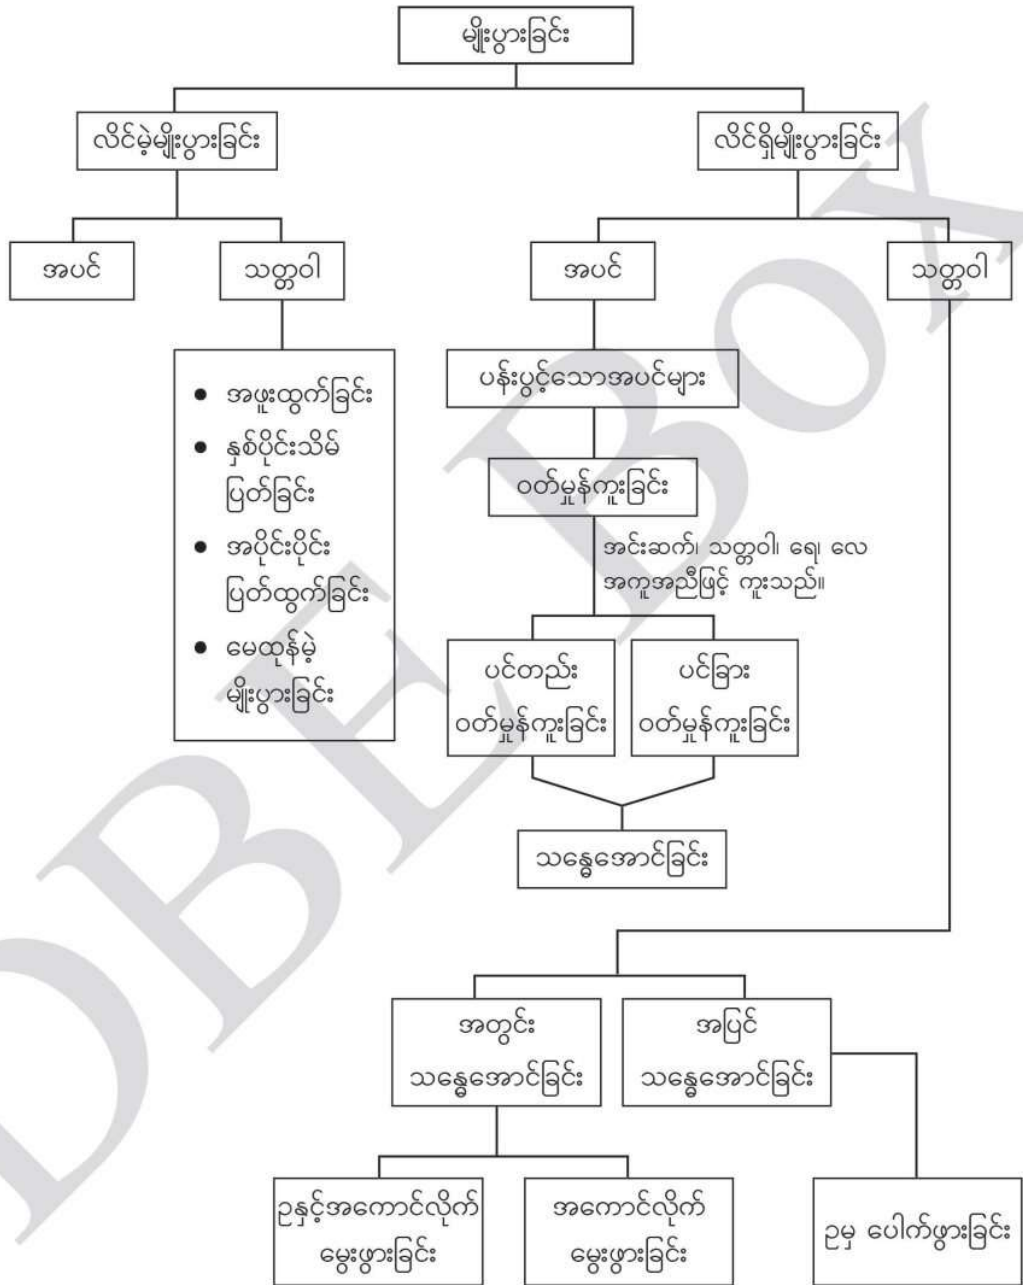 မျိုးပွားခြင်း
လိင်မဲ့မျိုးပွားခြင်း
လိင်ရှိမျိုးပွားခြင်း
အပင်
သတ္တဝါ
အပင်
သတ္တဝါ
• အဖူးထွက်ခြင်း
• နှစ်ပိုင်းသိမ်
ပြတ်ခြင်း
• အပိုင်းပိုင်း
ပြတ်ထွက်ခြင်း
• မေထုန်မဲ့
မျိုးပွားခြင်း
ပန်းပွင့်သောအပင်များ
ဝတ်မှုန်ကူးခြင်း
အင်းဆက်၊ သတ္တဝါ၊ ရေ၊ လေ
အကူအညီဖြင့် ကူးသည်။
ပင်တည်း
ဝတ်မှုန်ကူးခြင်း
ပင်ခြား
ဝတ်မှုန်ကူးခြင်း
သန္ဓေအောင်ခြင်း
အတွင်း
သန္ဓေအောင်ခြင်း
အပြင်
သန္ဓေအောင်ခြင်း
ဥနှင့်အကောင်လိုက်
မွေးဖွားခြင်း
အကောင်လိုက်
မွေးဖွားခြင်း
ဥမှ ပေါက်ဖွားခြင်း
DBE BOX